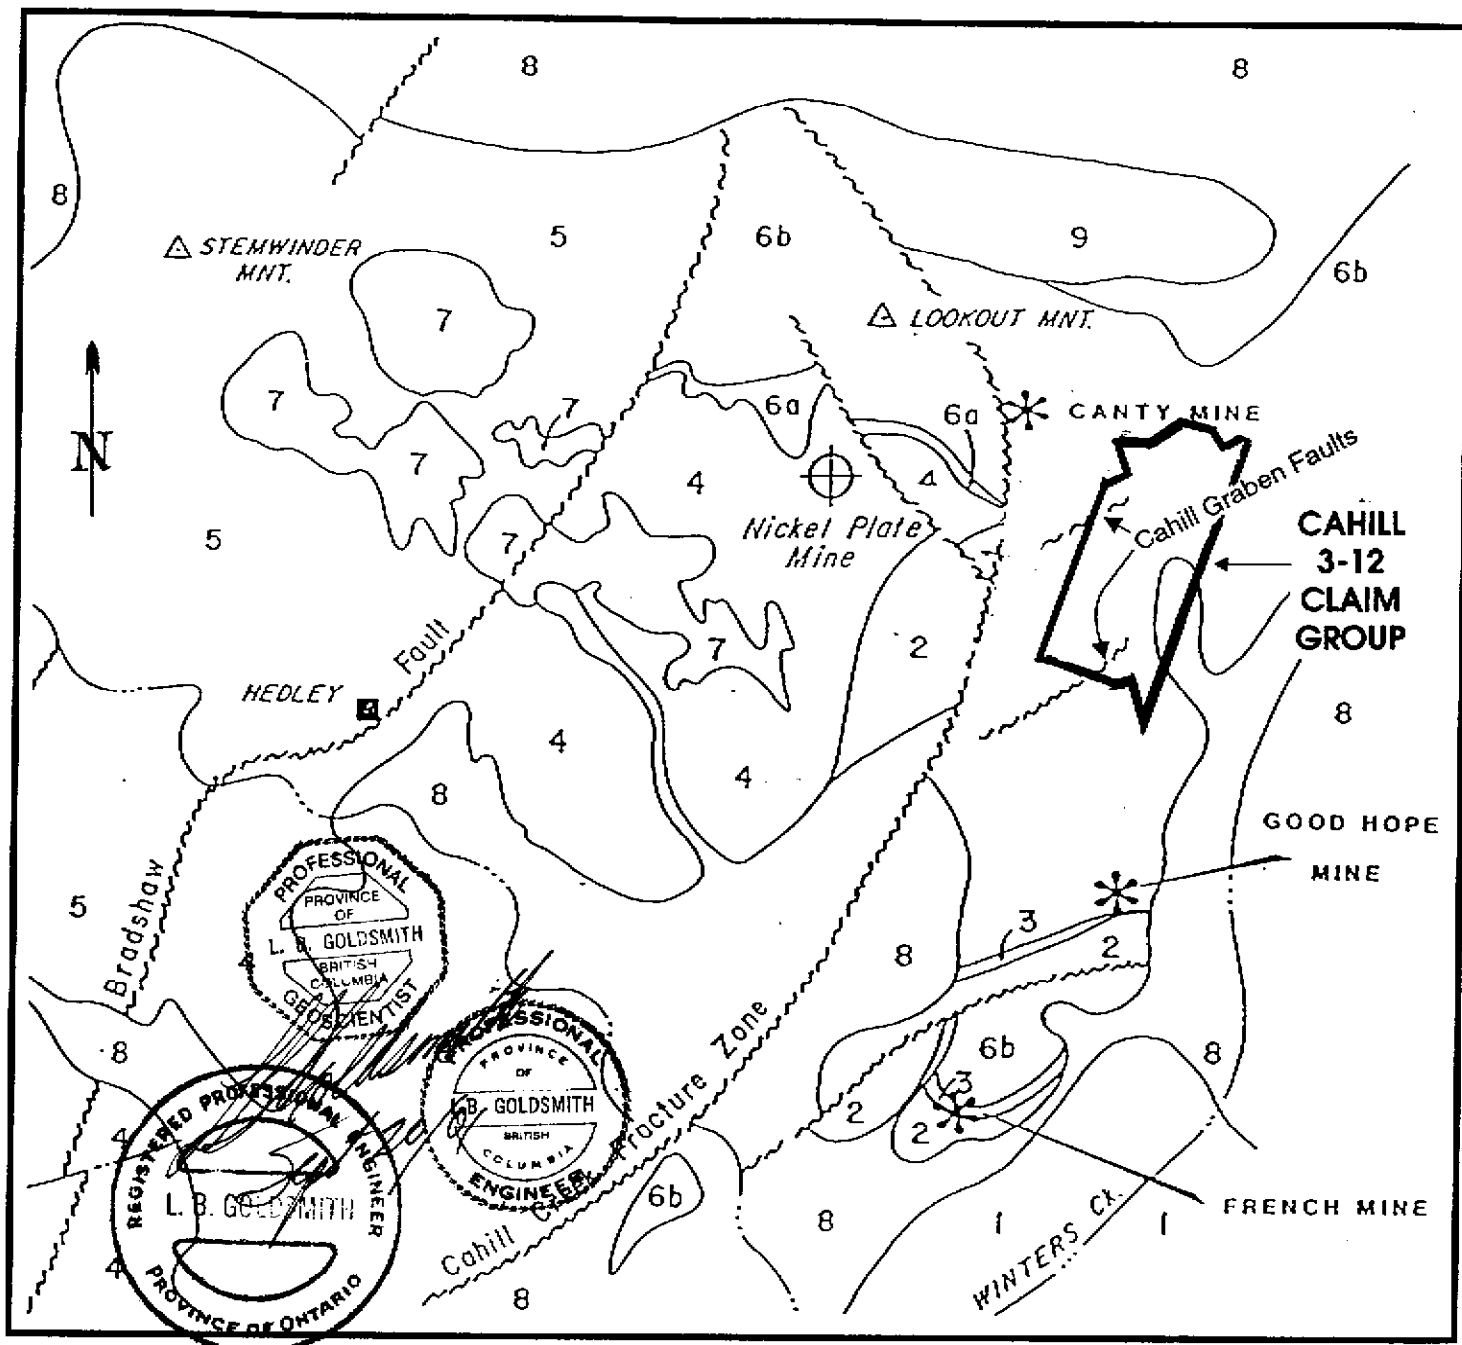 8
8
8
STEMWINDER
MNT.
5
6b
9
6b
7
LOOKOUT MNT.
7
7
6a
6a
CANTY MINE
N
7
4
4
Cahill Graben Faults
5
7
Nickel Plate
Mine
CAHILL
3-12
CLAIM
GROUP
Fault
7
2
HEDLEY
8
4
4
8
GOOD HOPE
MINE
Bradshaw
5
PROFESSIONAL
PROVINCE
OF
L. B. GOLDSMITH
BRITISH
COLUMBIA
GEOSCIENTIST
3
8
2
8
6b
8
3
PROFESSIONAL
PROVINCE
OF
L. B. GOLDSMITH
BRITISH
COLUMBIA
ENGINEER
2
2
4
REGISTERED PROFESSIONAL ENGINEER
L. B. GOLDSMITH
PROVINCE OF ONTARIO
4
Cahill Creek Fracture Zone
6b
8
8
1
1
WINTERS CK.
FRENCH MINE